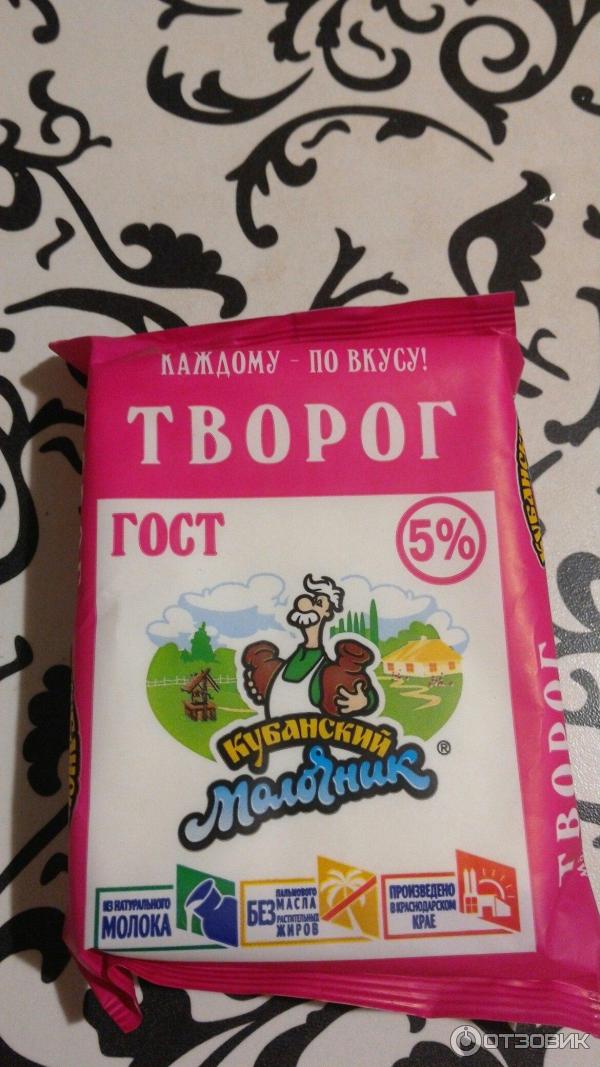 КАЖДОМУ - ПО ВКУСУ!
ТВОРОГ
ГОСТ
5%
Кубанский
Молочник ®
ИЗ НАТУРАЛЬНОГО
МОЛОКА
БЕЗ ПАЛЬМОВОГО
МАСЛА
РАСТИТЕЛЬНЫХ
ЖИРОВ
ПРОИЗВЕДЕНО
В КРАСНОДАРСКОМ
КРАЕ
ТВОРОГ
ОТЗОВИК